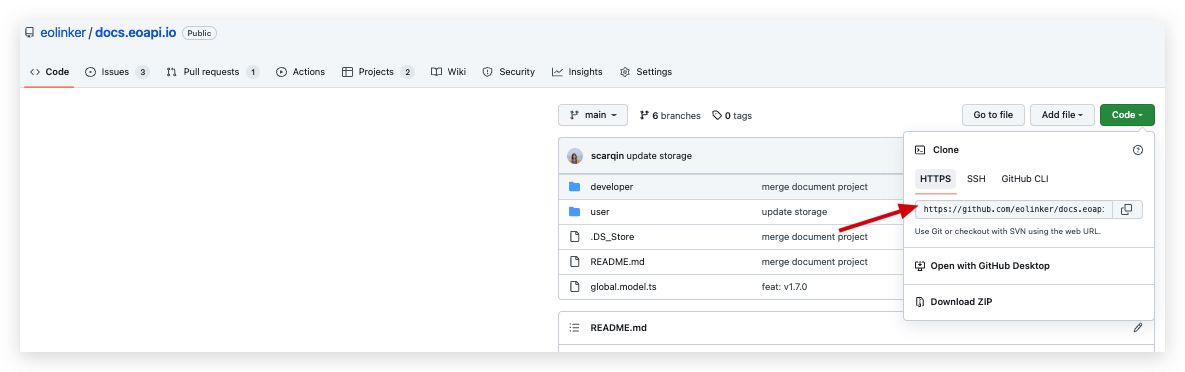 eolinker / docs.eoapi.io Public
Code Issues 3 Pull requests 1 Actions Projects 2 Wiki Security Insights Settings
main 6 branches 0 tags Go to file Add file Code
scarqin update storage
developer merge document project
user update storage
.DS_Store merge document project
README.md merge document project
global.model.ts feat: v1.7.0
README.md
Clone
HTTPS SSH GitHub CLI
https://github.com/eolinker/docs.eoap
Use Git or checkout with SVN using the web URL.
Open with GitHub Desktop
Download ZIP